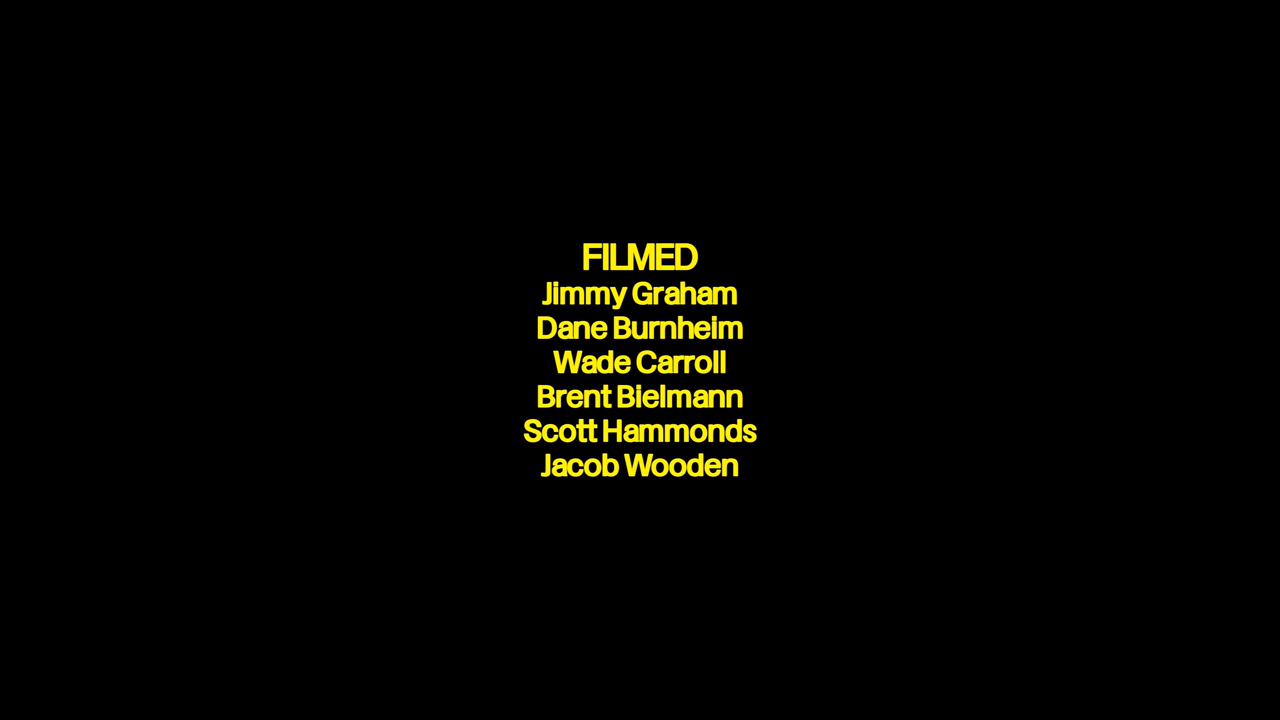 FILMED
Jimmy Graham
Dane Burnheim
Wade Carroll
Brent Bielmann
Scott Hammonds
Jacob Wooden